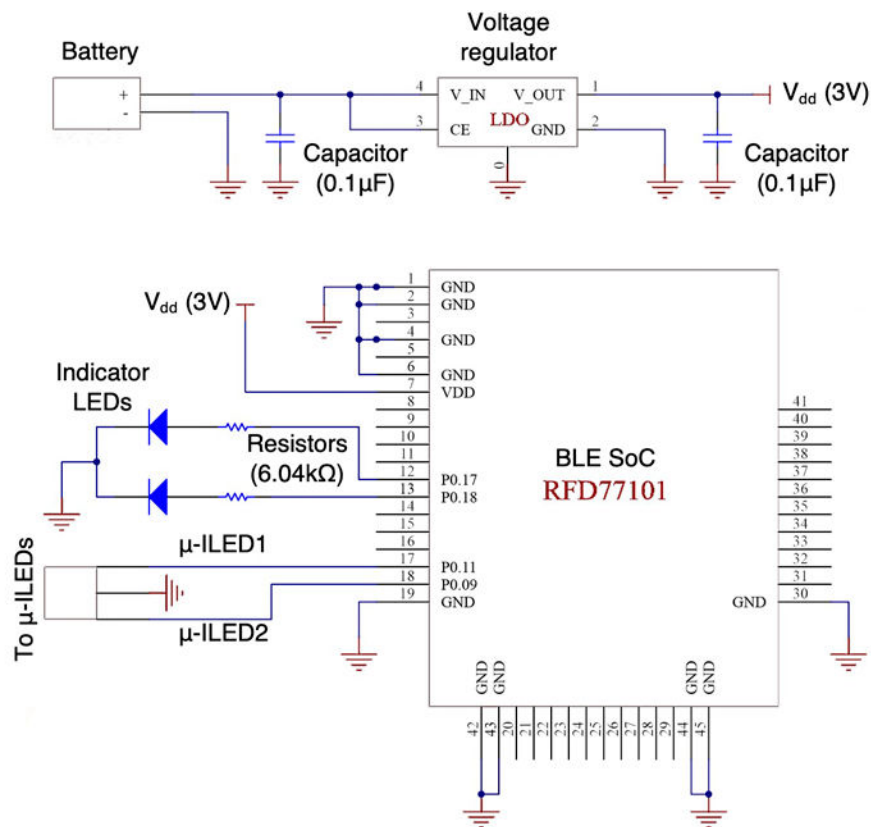 Voltage
regulator
Battery
+
-
4
V_IN
V_OUT
1
V_dd (3V)
3
CE
LDO
GND
2
0
Capacitor
(0.1μF)
Capacitor
(0.1μF)
V_dd (3V)
1
GND
2
GND
3
4
GND
5
6
GND
7
VDD
8
9
10
11
12
P0.17
13
P0.18
14
15
16
17
P0.11
18
P0.09
19
GND
Indicator
LEDs
Resistors
(6.04kΩ)
BLE SoC
RFD77101
41
40
39
38
37
36
35
34
33
32
31
30
GND
To μ-ILEDs
μ-ILED1
μ-ILED2
GND
GND
GND
GND
42
43
20
21
22
23
24
25
26
27
28
29
44
45